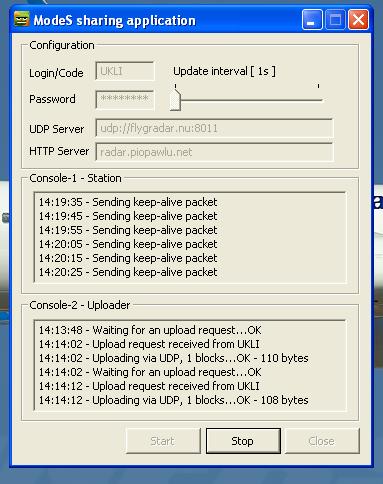 ModeS sharing application
Configuration
Login/Code UKLI Update interval [ 1s ]
Password ********
UDP Server udp://flygradar.nu:8011
HTTP Server radar.piopawlu.net
Console-1 - Station
14:19:35 - Sending keep-alive packet
14:19:45 - Sending keep-alive packet
14:19:55 - Sending keep-alive packet
14:20:05 - Sending keep-alive packet
14:20:15 - Sending keep-alive packet
14:20:25 - Sending keep-alive packet
Console-2 - Uploader
14:13:48 - Waiting for an upload request...OK
14:14:02 - Upload request received from UKLI
14:14:02 - Uploading via UDP, 1 blocks...OK - 110 bytes
14:14:02 - Waiting for an upload request...OK
14:14:12 - Upload request received from UKLI
14:14:12 - Uploading via UDP, 1 blocks...OK - 108 bytes
Start Stop Close